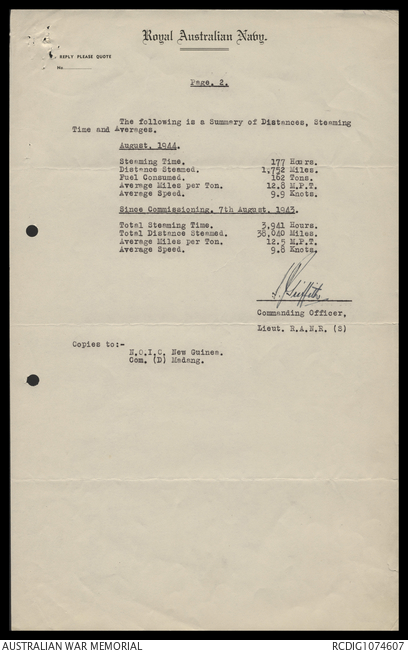 Royal Australian Navy.
REPLY PLEASE QUOTE
No.
Page. 2.
The following is a Summary of Distances, Steaming
Time and Averages.
August, 1944.
Steaming Time. 177 Hours.
Distance Steamed. 1,752 Miles.
Fuel Consumed. 162 Tons.
Average Miles per Ton. 12.8 M.P.T.
Average Speed. 9.9 Knots.
Since Commissioning, 7th August, 1943.
Total Steaming Time. 3,941 Hours.
Total Distance Steamed. 38,040 Miles.
Average Miles per Ton. 12.5 M.P.T.
Average Speed. 9.8 Knots.
Griffith
Commanding Officer,
Lieut. R.A.N.R. (S)
Copies to:-
N.O.I.C. New Guinea.
Com. (D) Madang.
AUSTRALIAN WAR MEMORIAL
RCDIG1074607